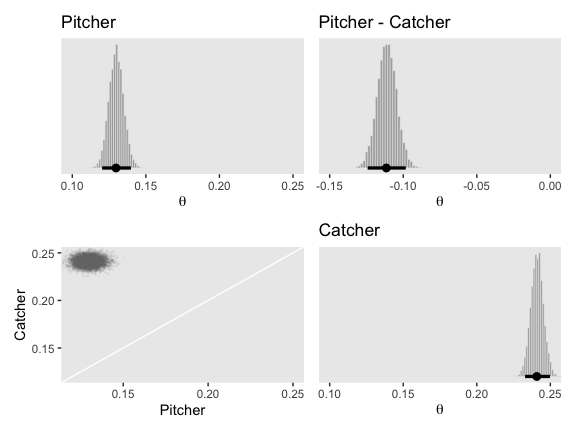 Pitcher
0.10 0.15 0.20 0.25
θ
Pitcher - Catcher
-0.15 -0.10 -0.05 0.00
θ
Catcher
0.25
0.20
0.15
0.15 0.20 0.25
Pitcher
Catcher
0.10 0.15 0.20 0.25
θ